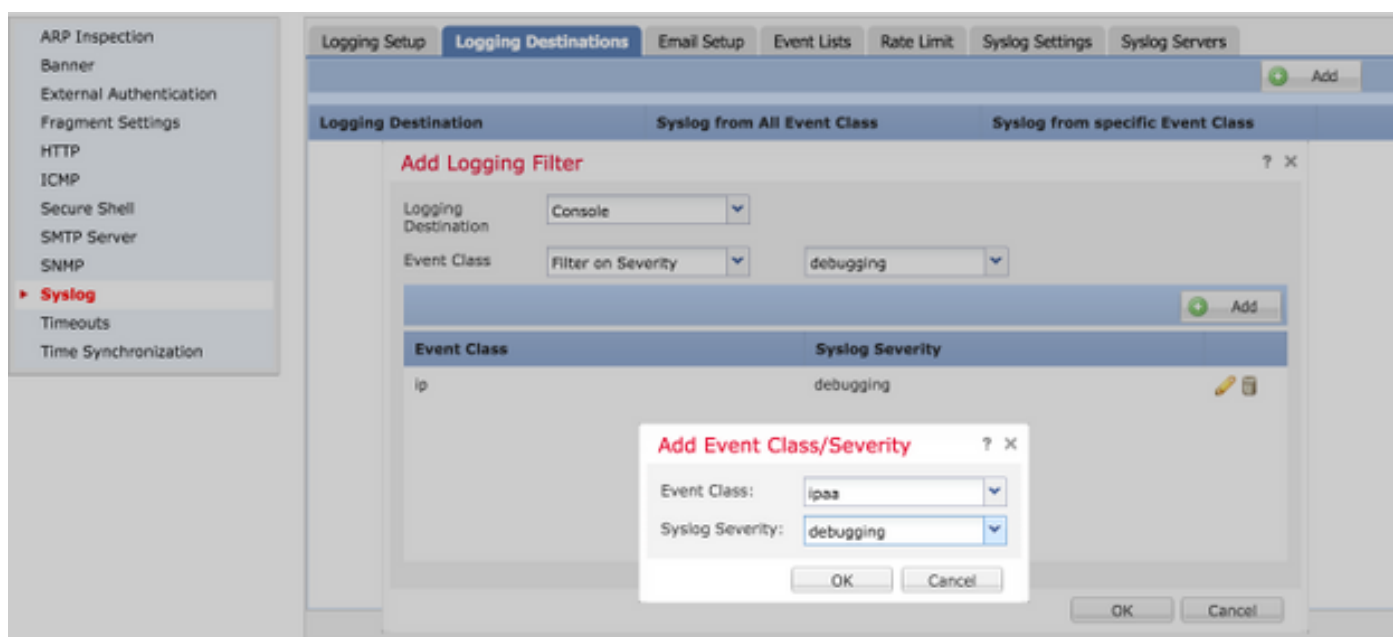 ARP Inspection
Banner
External Authentication
Fragment Settings
HTTP
ICMP
Secure Shell
SMTP Server
SNMP
Syslog
Timeouts
Time Synchronization
Logging Setup Logging Destinations Email Setup Event Lists Rate Limit Syslog Settings Syslog Servers
Add
Logging Destination Syslog from All Event Class Syslog from specific Event Class
Add Logging Filter ? ×
Logging
Destination Console
Event Class Filter on Severity debugging
Add
Event Class Syslog Severity
ip debugging
Add Event Class/Severity ? ×
Event Class: ipaa
Syslog Severity: debugging
OK Cancel
OK Cancel